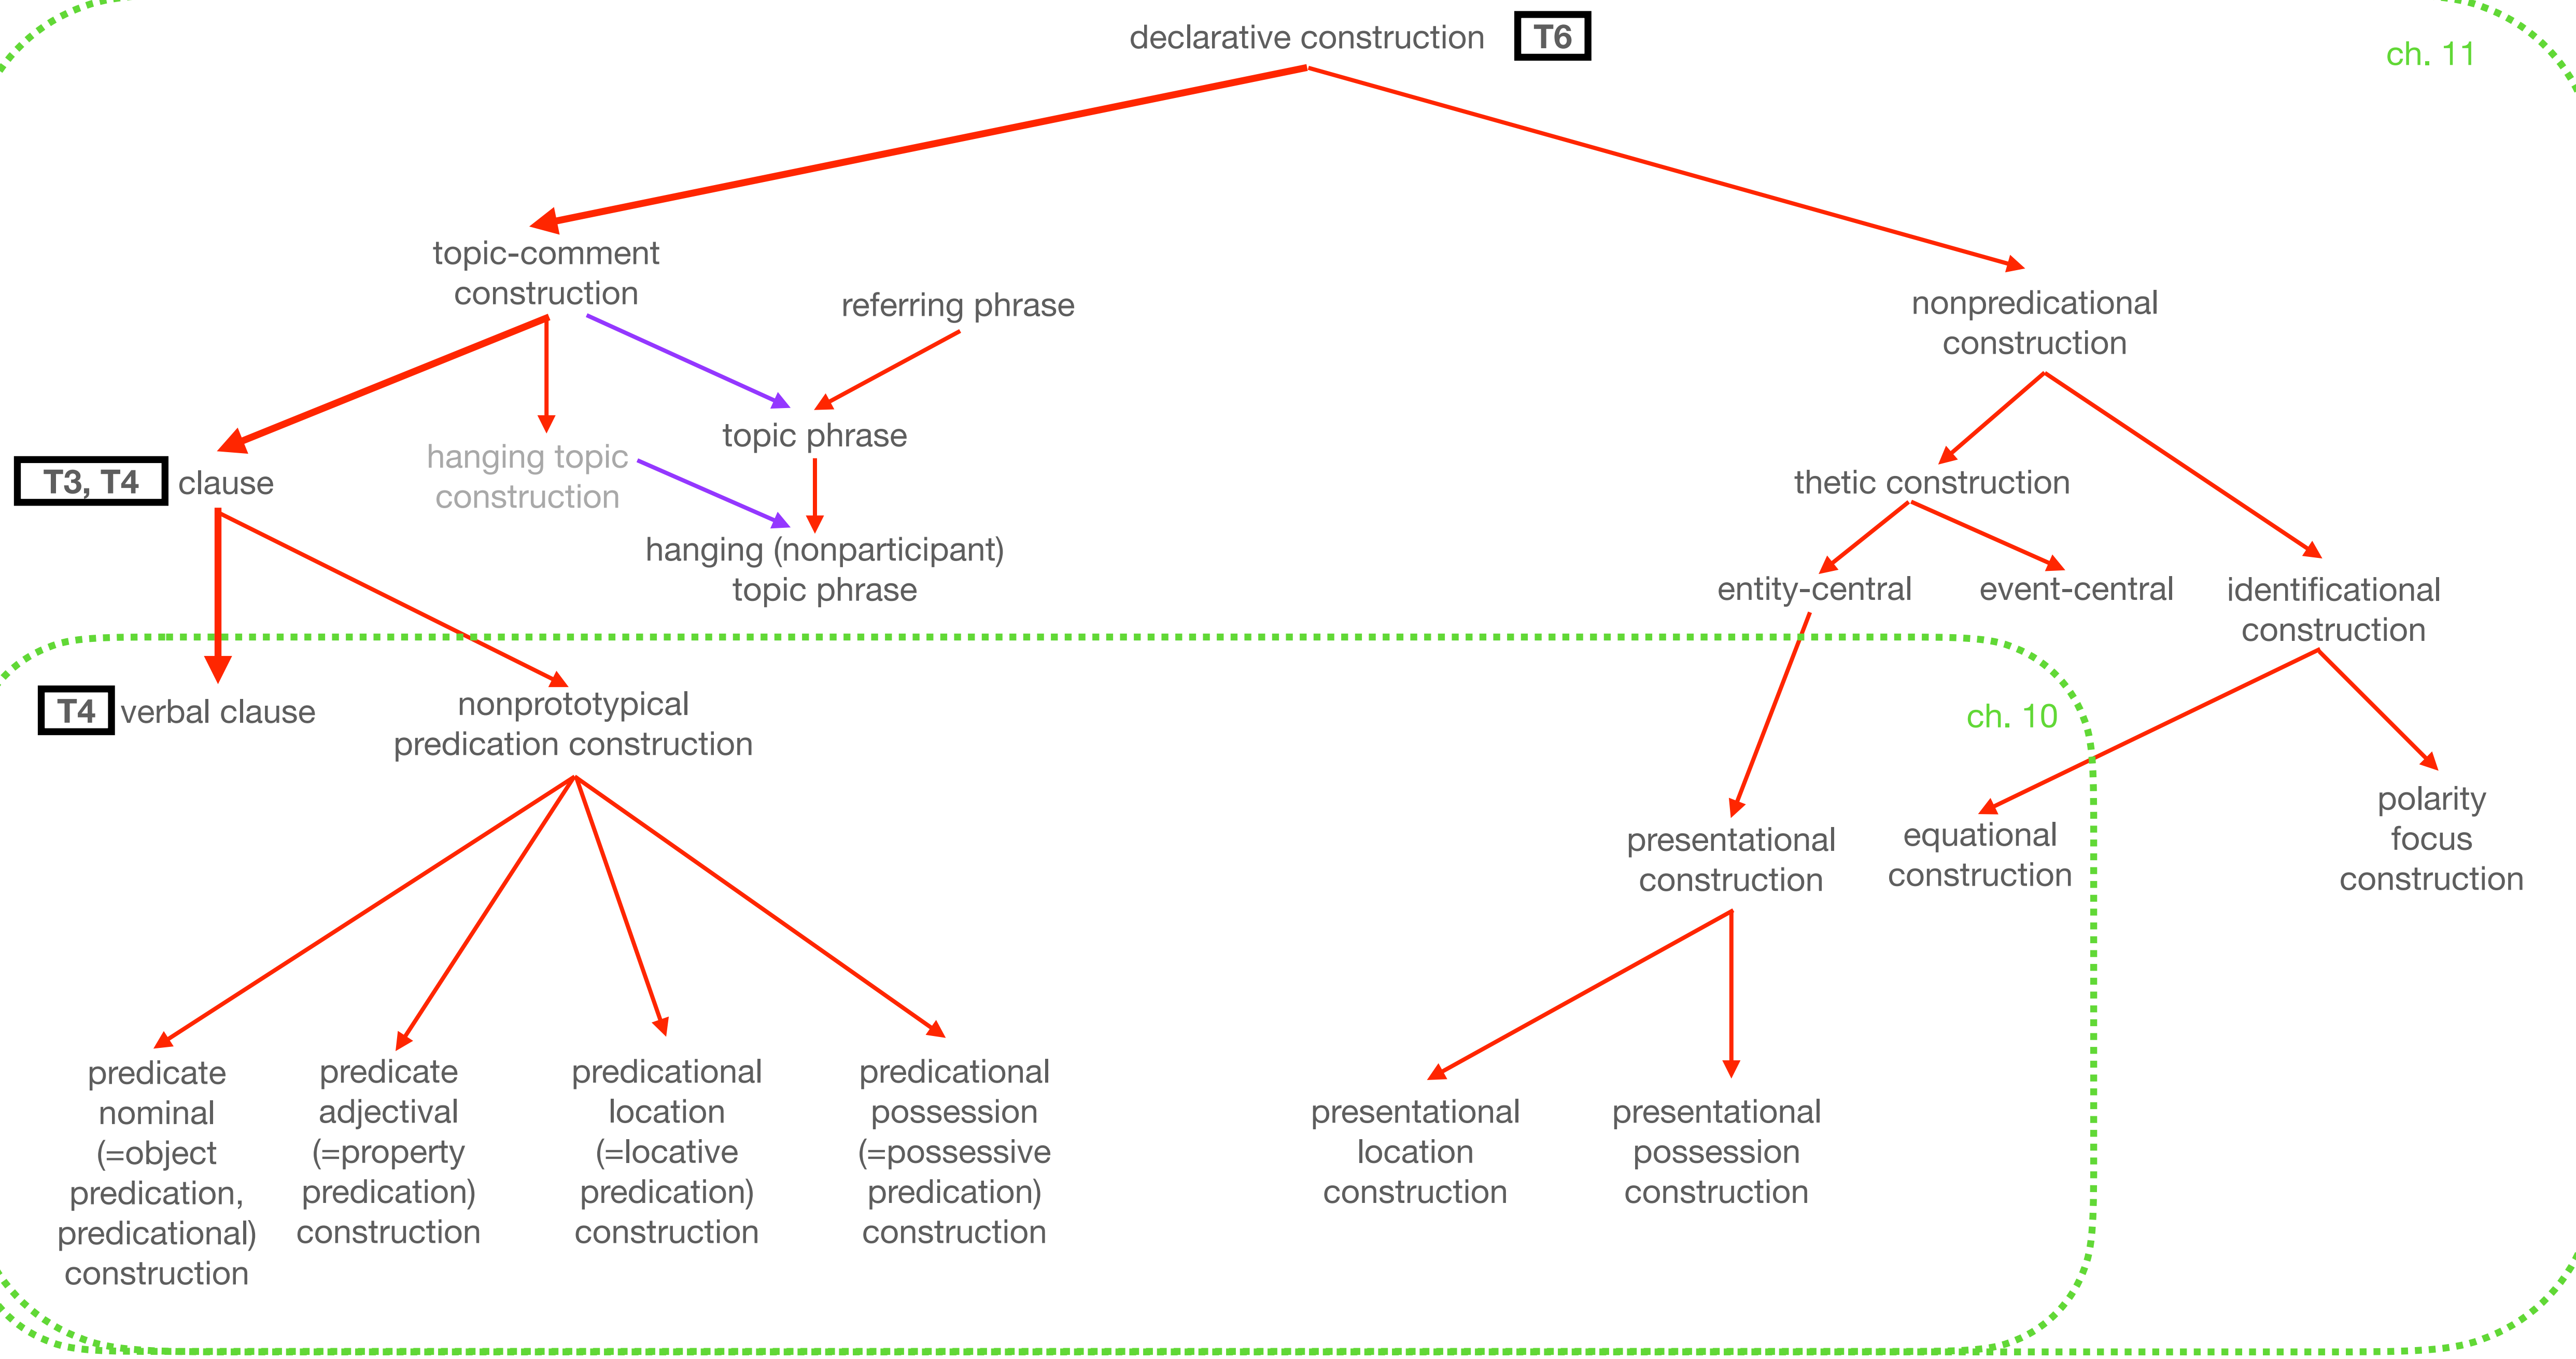 declarative construction
T6
ch. 11
topic-comment
construction
referring phrase
nonpredicational
construction
topic phrase
hanging topic
construction
T3, T4
clause
thetic construction
hanging (nonparticipant)
topic phrase
entity-central
event-central
identificational
construction
T4
verbal clause
nonprototypical
predication construction
ch. 10
presentational
construction
equational
construction
polarity
focus
construction
predicate
nominal
(=object
predication,
predicational)
construction
predicate
adjectival
(=property
predication)
construction
predicational
location
(=locative
predication)
construction
predicational
possession
(=possessive
predication)
construction
presentational
location
construction
presentational
possession
construction